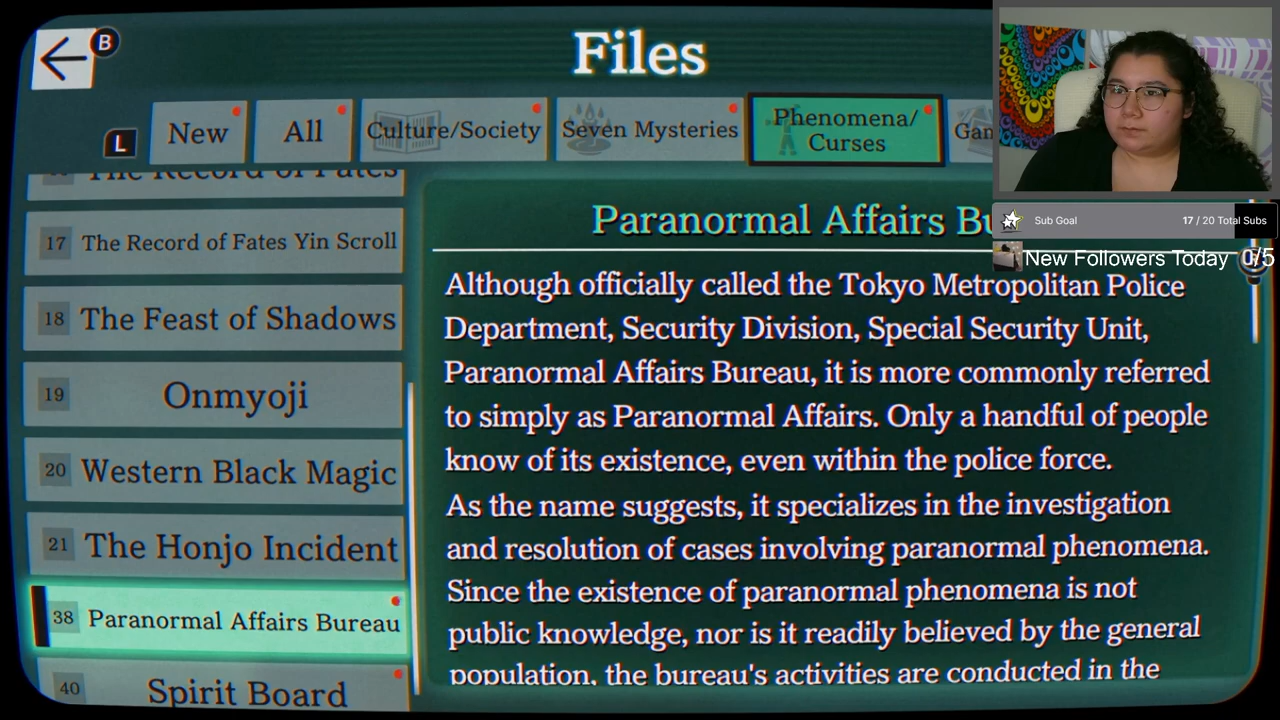 B
Files
L
New
All
Culture/Society
Seven Mysteries
Phenomena/
Curses
The Record of Fates
17 The Record of Fates Yin Scroll
18 The Feast of Shadows
19 Onmyoji
20 Western Black Magic
21 The Honjo Incident
38 Paranormal Affairs Bureau
40 Spirit Board
Paranormal Affairs
Although officially called the Tokyo Metropolitan Police
Department, Security Division, Special Security Unit,
Paranormal Affairs Bureau, it is more commonly referred
to simply as Paranormal Affairs. Only a handful of people
know of its existence, even within the police force.
As the name suggests, it specializes in the investigation
and resolution of cases involving paranormal phenomena.
Since the existence of paranormal phenomena is not
public knowledge, nor is it readily believed by the general
population, the bureau's activities are conducted in the
Sub Goal
17 / 20 Total Subs
New Followers Today 0/5